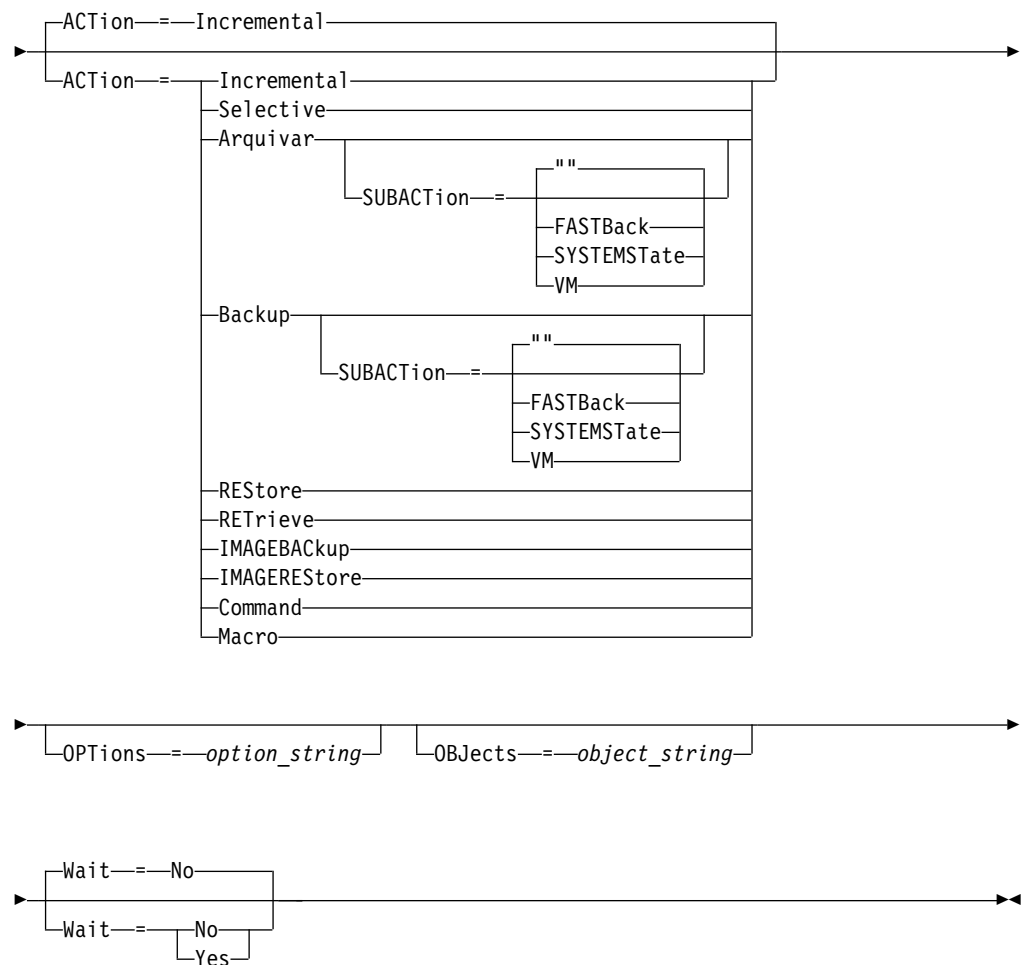 ACTion = Incremental
ACTion = Incremental
Selective
Arquivar
""
SUBACTion =
FASTBack
SYSTEMSTate
VM
Backup
""
SUBACTion =
FASTBack
SYSTEMSTate
VM
REStore
RETrieve
IMAGEBACkup
IMAGEREStore
Command
Macro
OPTions = option_string OBJects = object_string
Wait = No
Wait = No
Yes